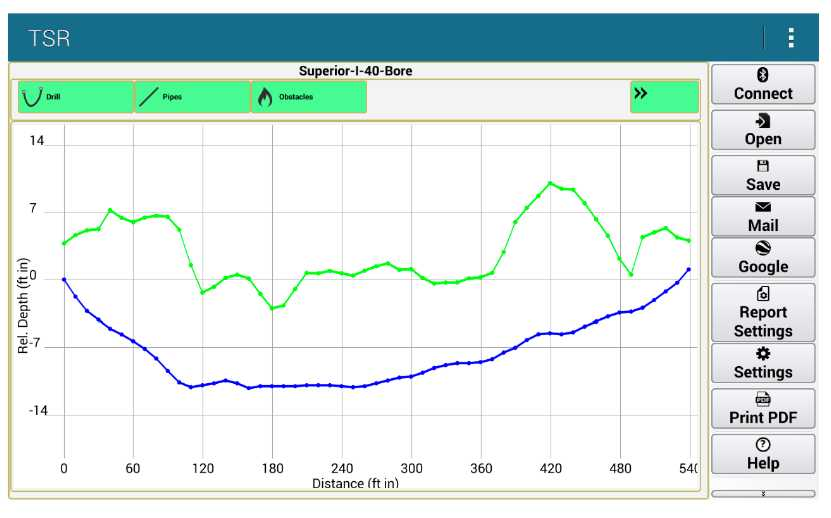 TSR
Superior-I-40-Bore
Drill
Pipes
Obstacles
Connect
Open
Save
Mail
Google
Report
Settings
Settings
PDF
Print PDF
Help
14
7
0
-7
-14
Rel. Depth (ft in)
0 60 120 180 240 300 360 420 480 540
Distance (ft in)